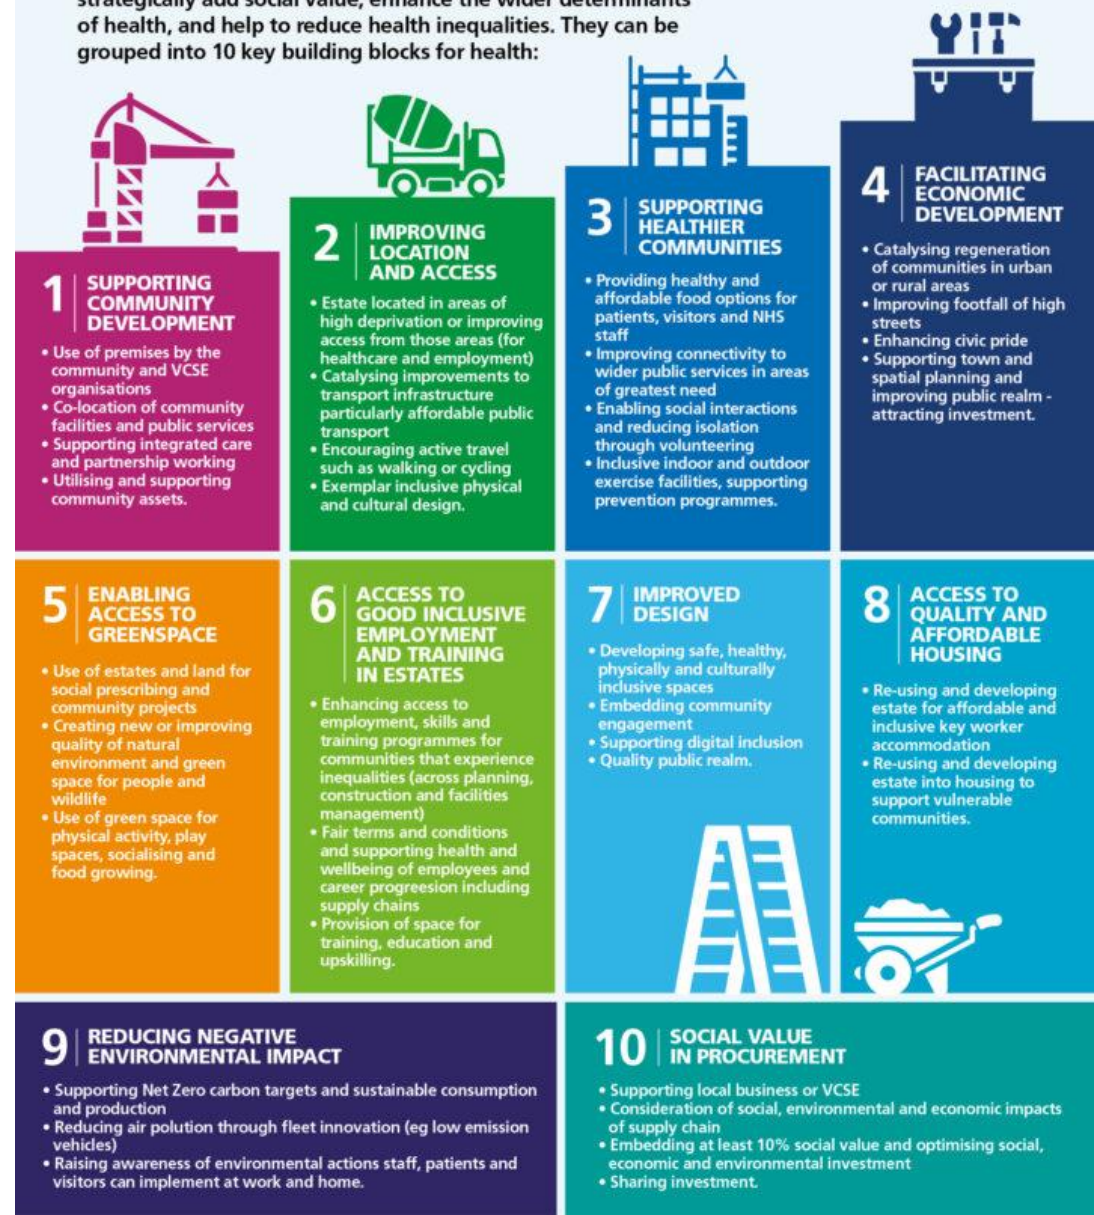 strategically add social value, enhance the wider determinants
of health, and help to reduce health inequalities. They can be
grouped into 10 key building blocks for health:
1 SUPPORTING
COMMUNITY
DEVELOPMENT
• Use of premises by the
community and VCSE
organisations
• Co-location of community
facilities and public services
• Supporting integrated care
and partnership working
• Utilising and supporting
community assets.
2 IMPROVING
LOCATION
AND ACCESS
• Estate located in areas of
high deprivation or improving
access from those areas (for
healthcare and employment)
• Catalysing improvements to
transport infrastructure
particularly affordable public
transport
• Encouraging active travel
such as walking or cycling
• Exemplar inclusive physical
and cultural design.
3 SUPPORTING
HEALTHIER
COMMUNITIES
• Providing healthy and
affordable food options for
patients, visitors and NHS
staff
• Improving connectivity to
wider public services in areas
of greatest need
• Enabling social interactions
and reducing isolation
through volunteering
• Inclusive indoor and outdoor
exercise facilities, supporting
prevention programmes.
4 FACILITATING
ECONOMIC
DEVELOPMENT
• Catalysing regeneration
of communities in urban
or rural areas
• Improving footfall of high
streets
• Enhancing civic pride
• Supporting town and
spatial planning and
improving public realm -
attracting investment.
5 ENABLING
ACCESS TO
GREENSPACE
• Use of estates and land for
social prescribing and
community projects
• Creating new or improving
quality of natural
environment and green
space for people and
wildlife
• Use of green space for
physical activity, play
spaces, socialising and
food growing.
6 ACCESS TO
GOOD INCLUSIVE
EMPLOYMENT
AND TRAINING
IN ESTATES
• Enhancing access to
employment, skills and
training programmes for
communities that experience
inequalities (across planning,
construction and facilities
management)
• Fair terms and conditions
and supporting health and
wellbeing of employees and
career progreesion including
supply chains
• Provision of space for
training, education and
upskilling.
7 IMPROVED
DESIGN
• Developing safe, healthy,
physically and culturally
inclusive spaces
• Embedding community
engagement
• Supporting digital inclusion
• Quality public realm.
8 ACCESS TO
QUALITY AND
AFFORDABLE
HOUSING
• Re-using and developing
estate for affordable and
inclusive key worker
accommodation
• Re-using and developing
estate into housing to
support vulnerable
communities.
9 REDUCING NEGATIVE
ENVIRONMENTAL IMPACT
• Supporting Net Zero carbon targets and sustainable consumption
and production
• Reducing air polution through fleet innovation (eg low emission
vehicles)
• Raising awareness of environmental actions staff, patients and
visitors can implement at work and home.
10 SOCIAL VALUE
IN PROCUREMENT
• Supporting local business or VCSE
• Consideration of social, environmental and economic impacts
of supply chain
• Embedding at least 10% social value and optimising social,
economic and environmental investment
• Sharing investment.